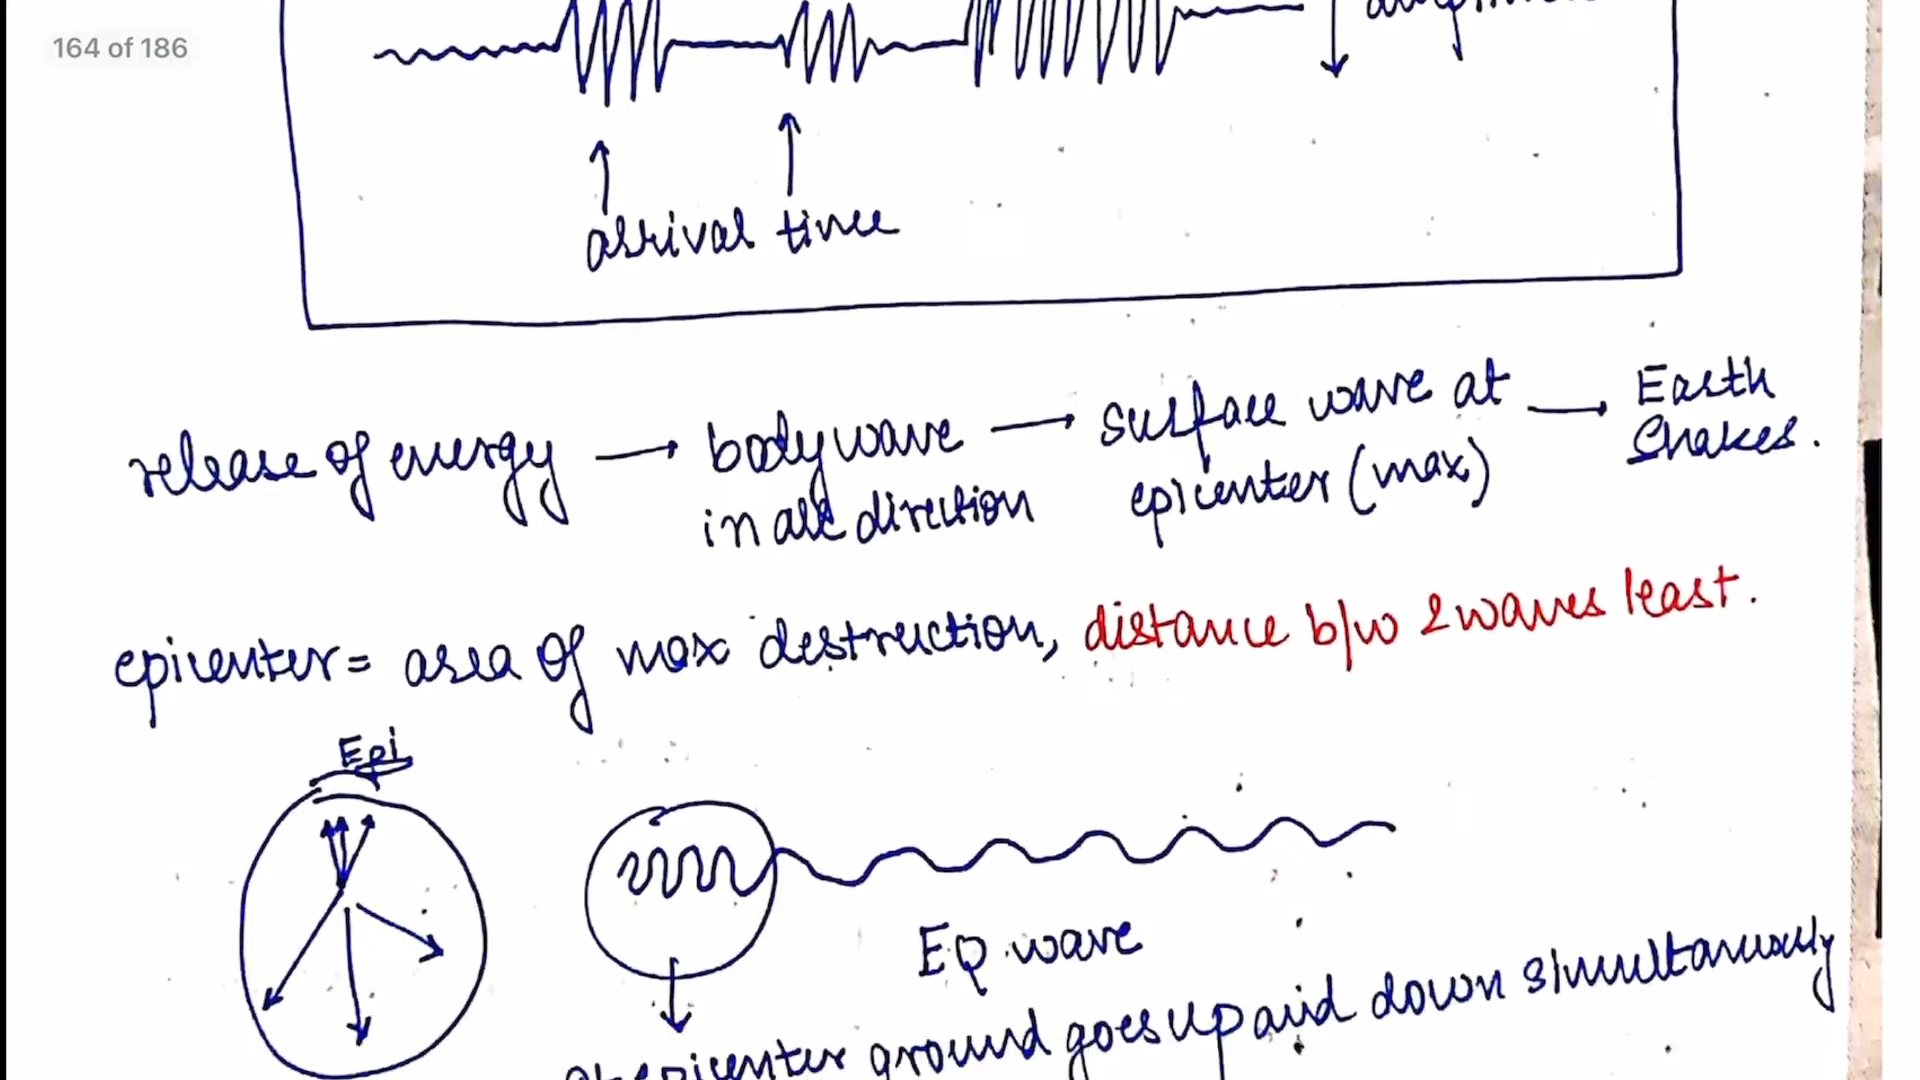 164 of 186
arrival time
release of energy → body wave → surface wave at → Earth
in all direction epicenter (max) Shakes.
epicenter = area of max destruction, distance b/w 2 waves least.
Epi
EQ wave
At epicenter ground goes up and down simultaneously